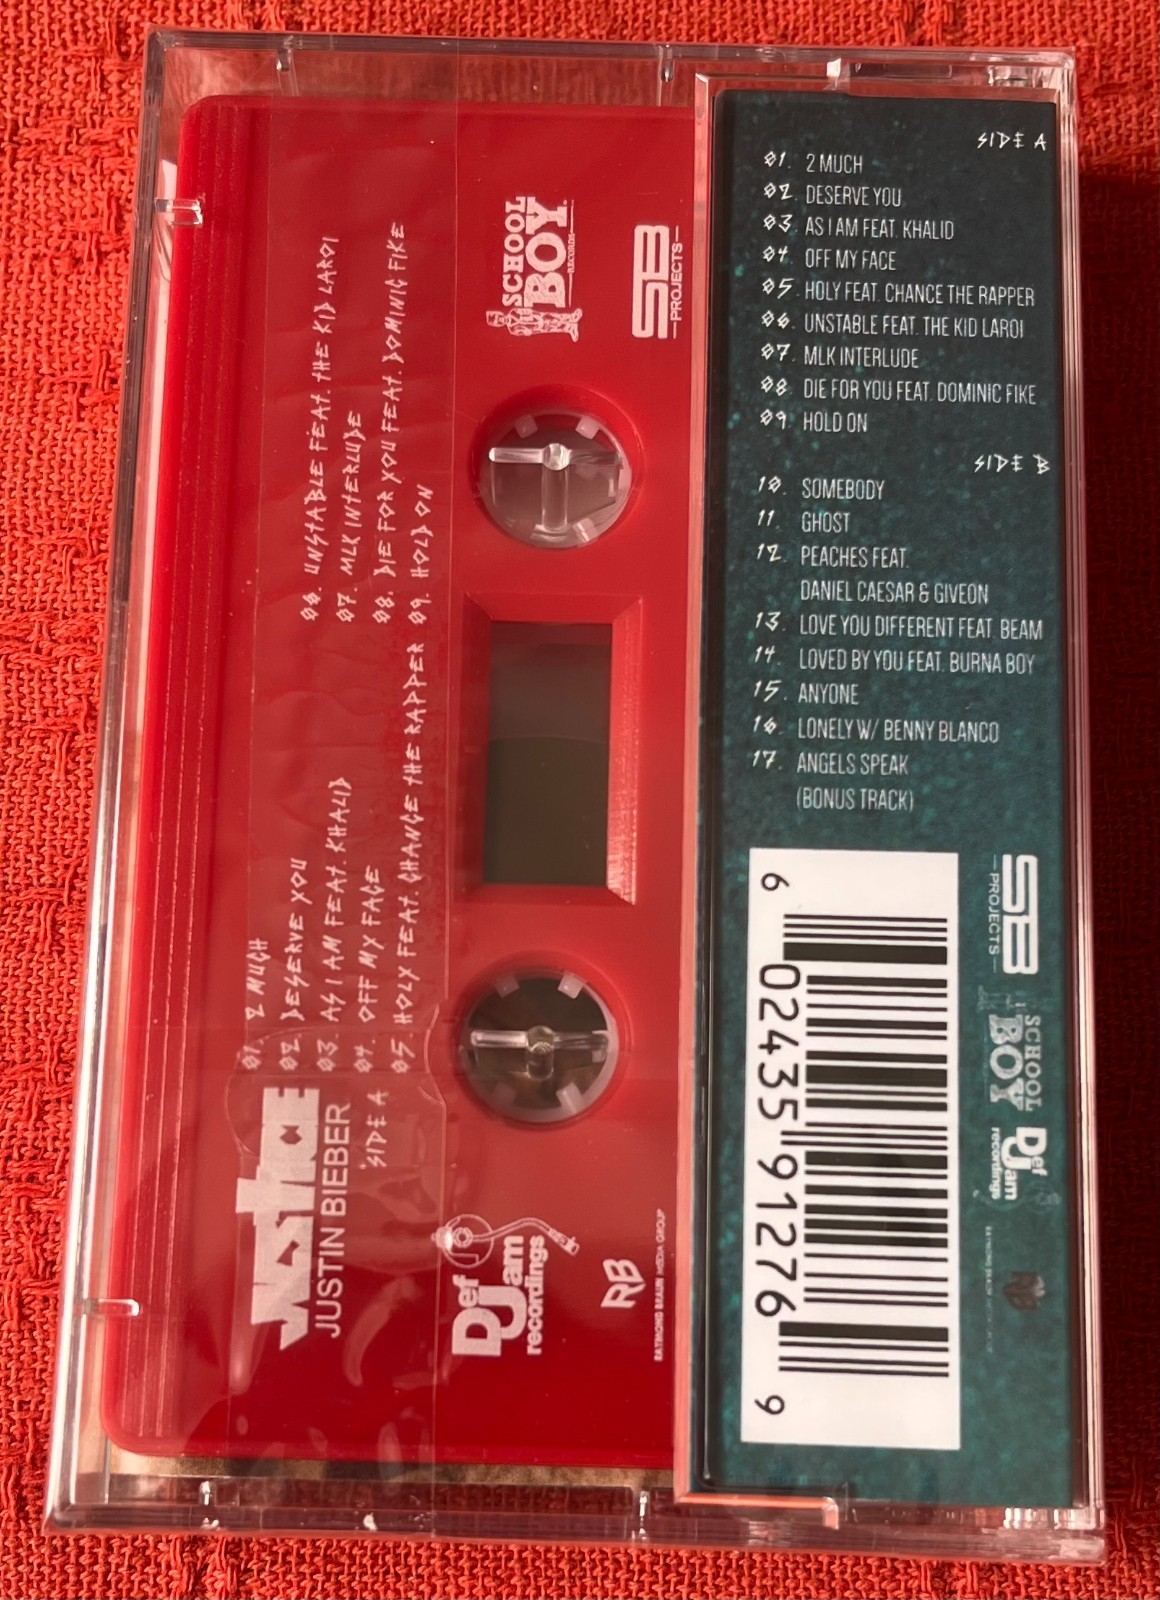 SIDE A
01. 2 MUCH
02. DESERVE YOU
03. AS I AM FEAT. KHALID
04. OFF MY FACE
05. HOLY FEAT. CHANCE THE RAPPER
06. UNSTABLE FEAT. THE KID LAROI
07. MLK INTERLUDE
08. DIE FOR YOU FEAT. DOMINIC FIKE
09. HOLD ON
SIDE B
10. SOMEBODY
11. GHOST
12. PEACHES FEAT.
DANIEL CAESAR & GIVEON
13. LOVE YOU DIFFERENT FEAT. BEAM
14. LOVED BY YOU FEAT. BURNA BOY
15. ANYONE
16. LONELY W/ BENNY BLANCO
17. ANGELS SPEAK
(BONUS TRACK)
6 02435 91276 9
SB
PROJECTS
SCHOOL
BOY
Def
Jam
recordings
RB
JUSTICE
JUSTIN BIEBER
SIDE A
01. 2 MUCH
02. DESERVE YOU
03. AS I AM FEAT. KHALID
04. OFF MY FACE
05. HOLY FEAT. CHANCE THE RAPPER
06. UNSTABLE FEAT. THE KID LAROI
07. MLK INTERLUDE
08. DIE FOR YOU FEAT. DOMINIC FIKE
09. HOLD ON
Def
Jam
recordings
RB
RAYMOND BRAUN MEDIA GROUP
SCHOOL
BOY
RECORDS
SB
PROJECTS